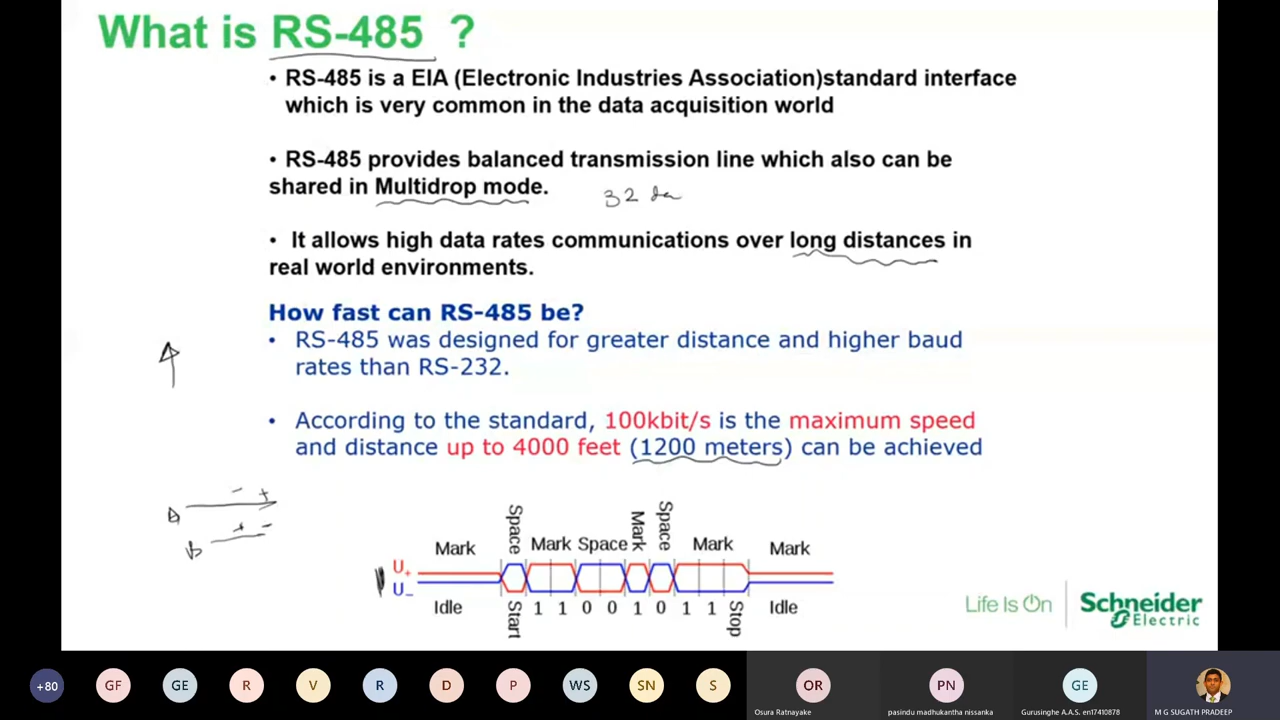 What is RS-485 ?
• RS-485 is a EIA (Electronic Industries Association)standard interface
which is very common in the data acquisition world
• RS-485 provides balanced transmission line which also can be
shared in Multidrop mode.
32
• It allows high data rates communications over long distances in
real world environments.
How fast can RS-485 be?
• RS-485 was designed for greater distance and higher baud
rates than RS-232.
• According to the standard, 100kbit/s is the maximum speed
and distance up to 4000 feet (1200 meters) can be achieved
- +
A
+ -
B
Mark Space Mark Space Mark Space Mark Mark
U+
U-
Idle Start 1 1 0 0 1 0 1 1 Stop Idle
Life Is On Schneider
Electric
+80 GF GE R V R D P WS SN S OR PN GE
Osura Ratnayake pasindu madhukantha nissanka Gurusinghe A.A.S. en17410878 M G SUGATH PRADEEP